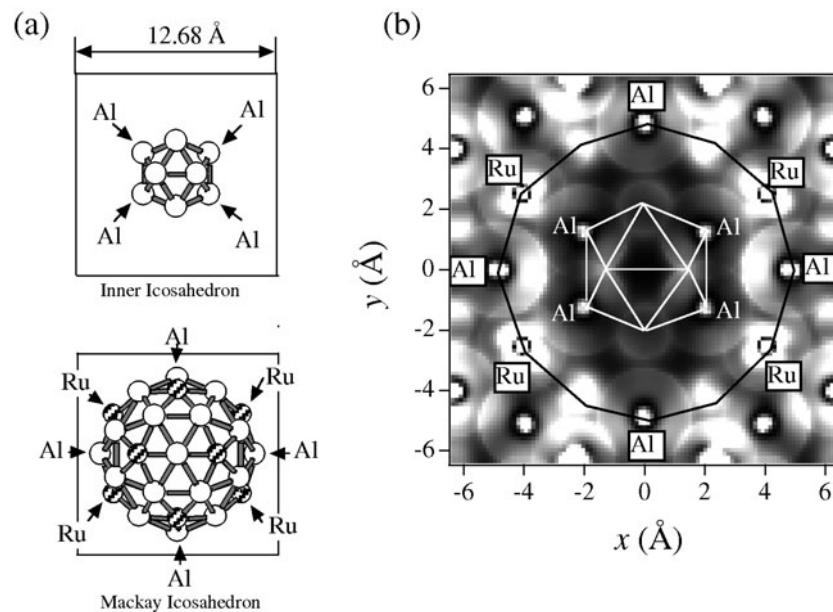 (a)
12.68 Å
Al
Al
Al
Al
Inner Icosahedron
Al
Ru
Ru
Al
Al
Ru
Ru
Al
Mackay Icosahedron
(b)
6
4
2
0
-2
-4
-6
y (Å)
Al
Ru
Ru
Al
Al
Al
Al
Al
Al
Ru
Ru
Al
-6
-4
-2
0
2
4
6
x (Å)